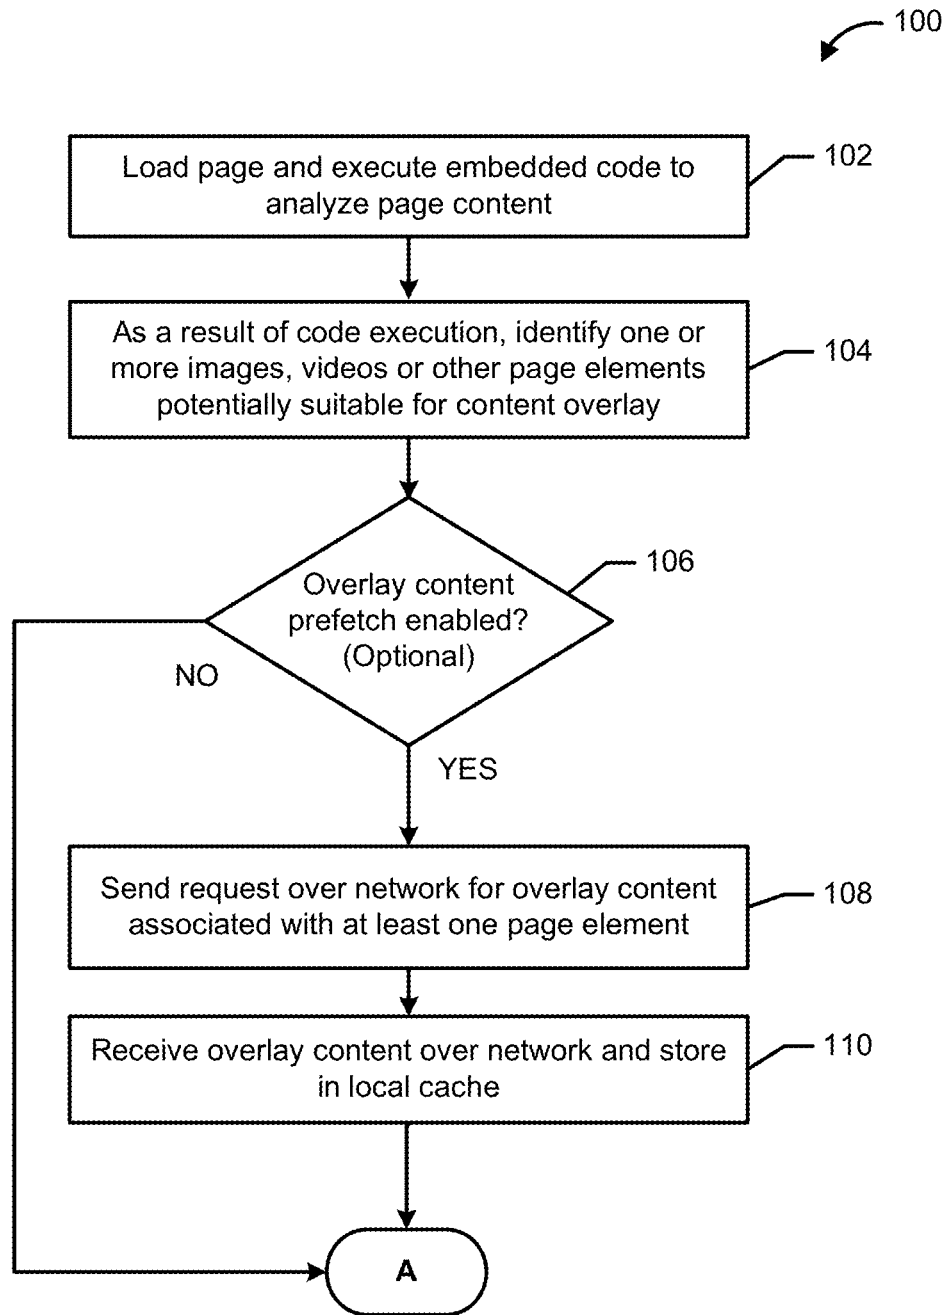 100
Load page and execute embedded code to
analyze page content
102
As a result of code execution, identify one or
more images, videos or other page elements
potentially suitable for content overlay
104
Overlay content
prefetch enabled?
(Optional)
106
NO
YES
Send request over network for overlay content
associated with at least one page element
108
Receive overlay content over network and store
in local cache
110
A